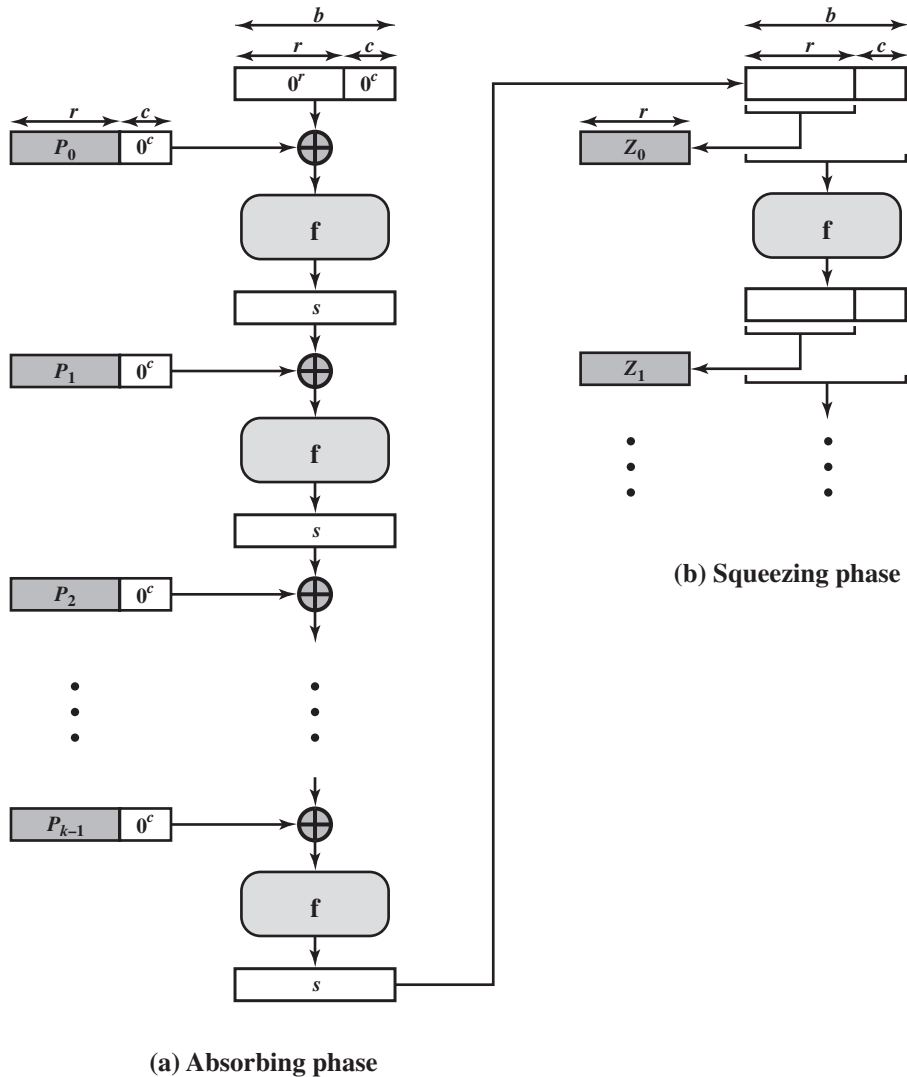 b
r c
0^r 0^c
r c
P_0 0^c
f
s
P_1 0^c
f
s
P_2 0^c
P_{k–1} 0^c
f
s
(a) Absorbing phase
b
r c
r
Z_0
f
Z_1
(b) Squeezing phase